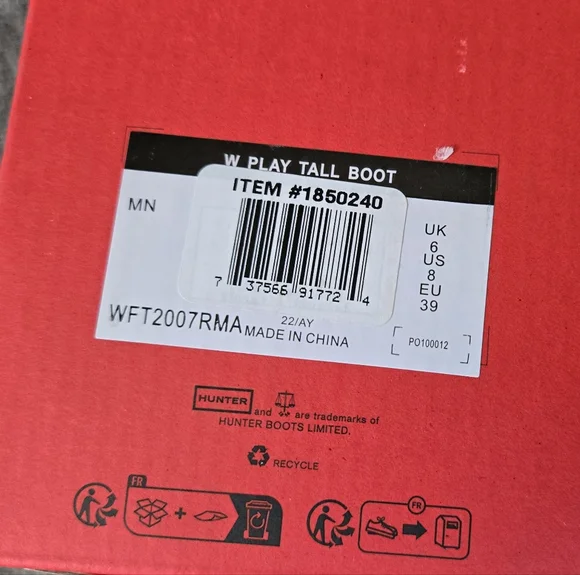 W PLAY TALL BOOT
ITEM #1850240
MN
7 37566 91772 4
UK
6
US
8
EU
39
WFT2007RMA
22/AY
MADE IN CHINA
PO100012
HUNTER and are trademarks of
HUNTER BOOTS LIMITED.
RECYCLE
FR
+
FR